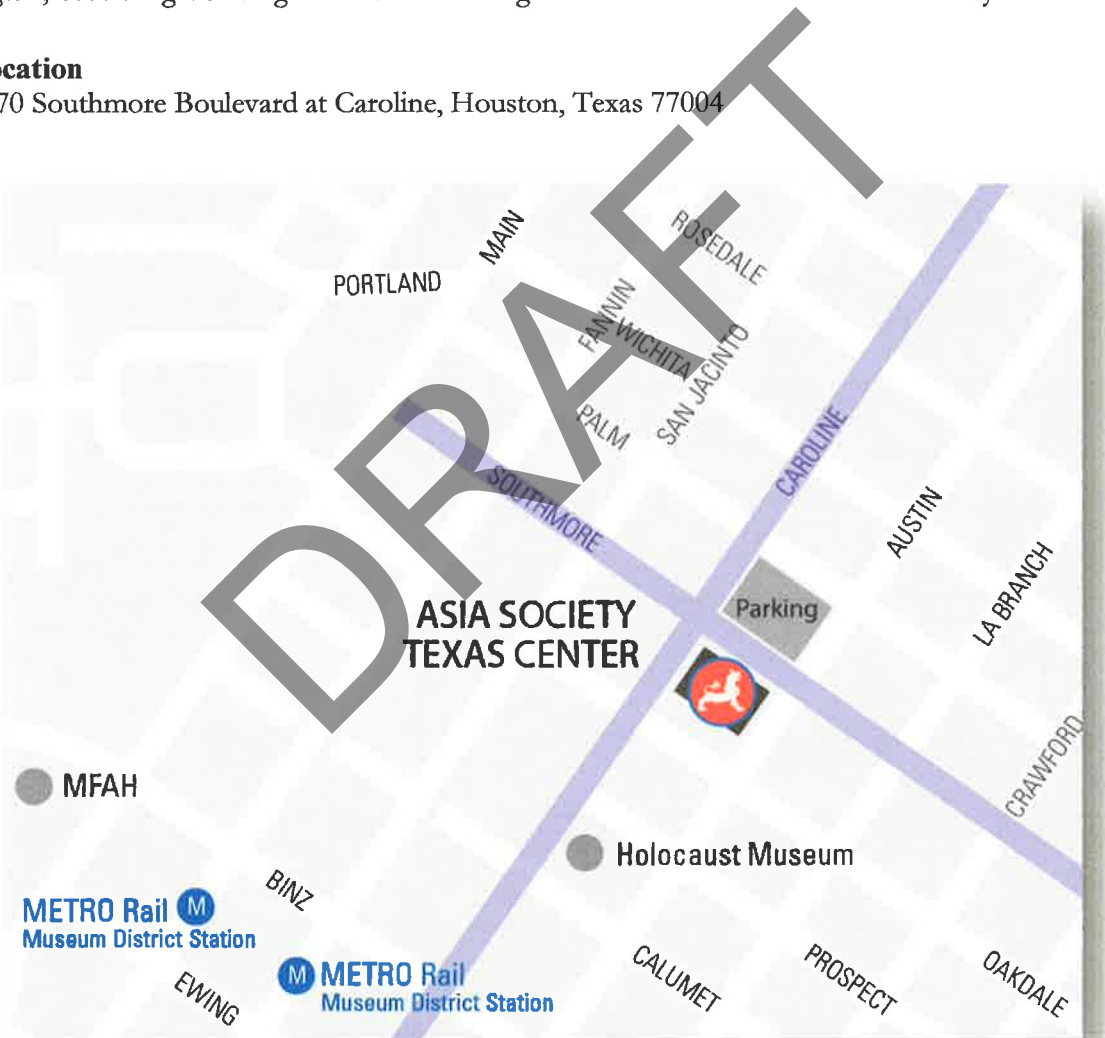 ocation
70 Southmore Boulevard at Caroline, Houston, Texas 77004
DRAFT
MAIN
ROSEDALE
PORTLAND
FANNIN
WICHITA
SAN JACINTO
PALM
CAROLINE
SOUTHMORE
AUSTIN
LA BRANCH
ASIA SOCIETY
TEXAS CENTER
Parking
CRAWFORD
MFAH
Holocaust Museum
BINZ
METRO Rail M
Museum District Station
M METRO Rail
Museum District Station
EWING
CALUMET
PROSPECT
OAKDALE